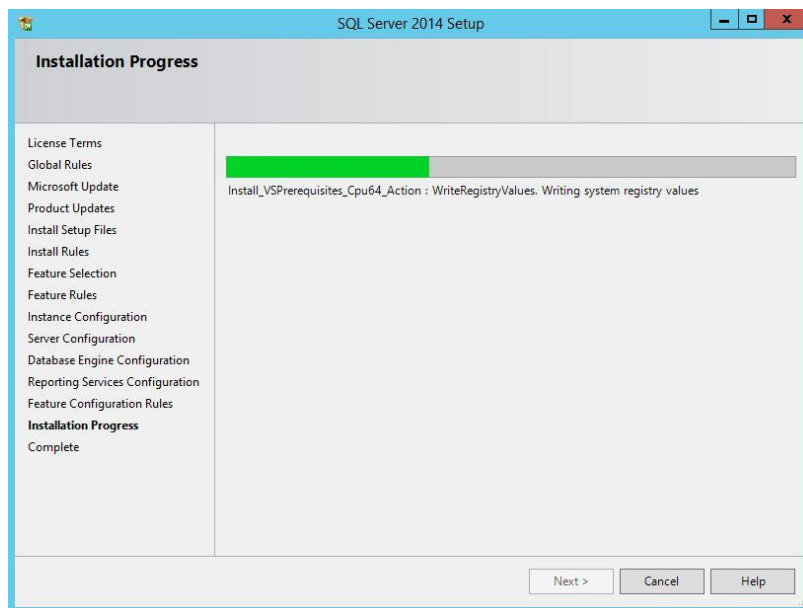 SQL Server 2014 Setup
Installation Progress
License Terms
Global Rules
Microsoft Update
Product Updates
Install Setup Files
Install Rules
Feature Selection
Feature Rules
Instance Configuration
Server Configuration
Database Engine Configuration
Reporting Services Configuration
Feature Configuration Rules
Installation Progress
Complete
Install_VSPrerequisites_Cpu64_Action : WriteRegistryValues. Writing system registry values
Next >
Cancel
Help